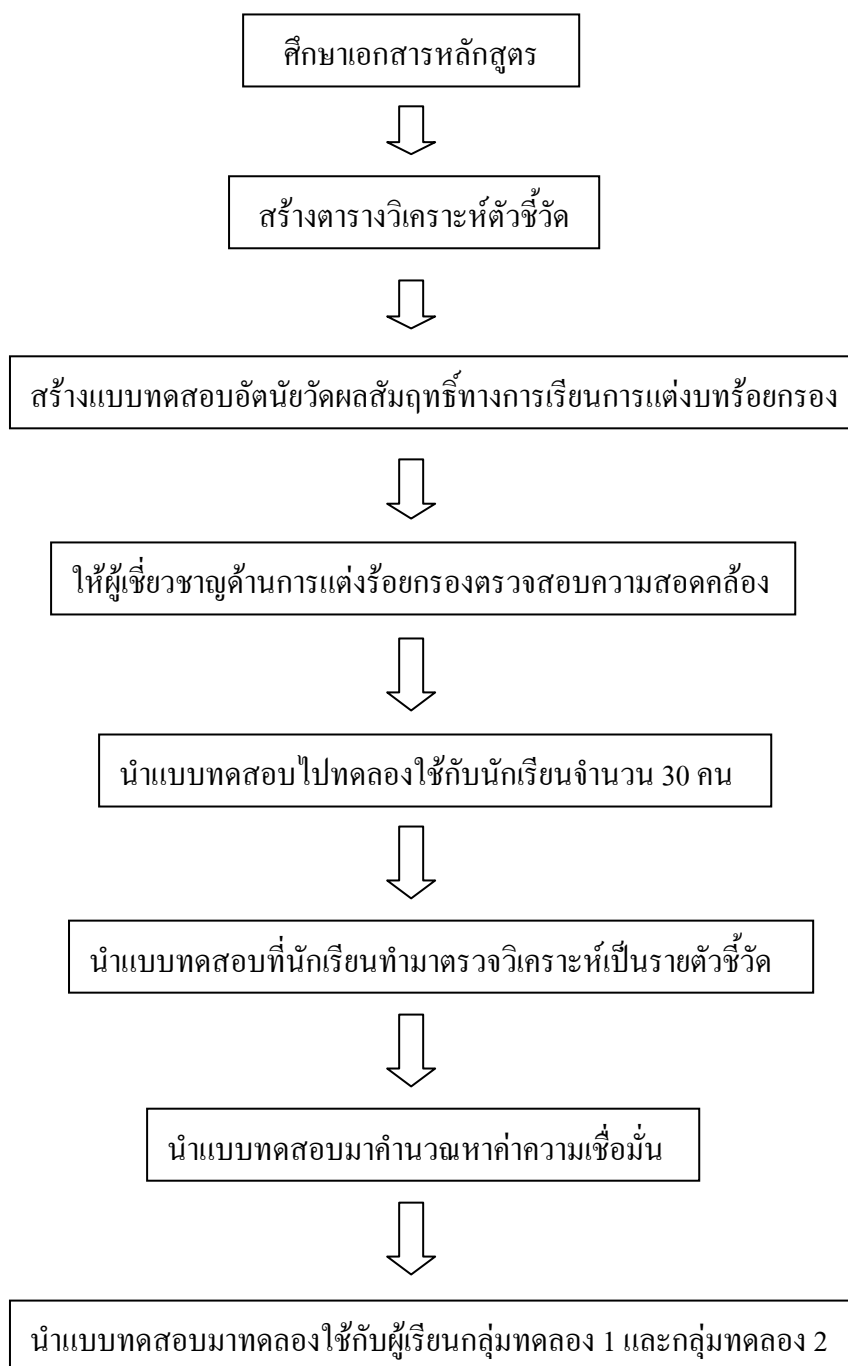 ศึกษาเอกสารหลักสูตร
สร้างตารางวิเคราะห์ตัวชี้วัด
สร้างแบบทดสอบอัตนัยวัดผลสัมฤทธิ์ทางการเรียนการแต่งบทร้อยกรอง
ให้ผู้เชี่ยวชาญด้านการแต่งร้อยกรองตรวจสอบความสอดคล้อง
นำแบบทดสอบไปทดลองใช้กับนักเรียนจำนวน 30 คน
นำแบบทดสอบที่นักเรียนทำมาตรวจวิเคราะห์เป็นรายตัวชี้วัด
นำแบบทดสอบมาคำนวณหาค่าความเชื่อมั่น
นำแบบทดสอบมาทดลองใช้กับผู้เรียนกลุ่มทดลอง 1 และกลุ่มทดลอง 2